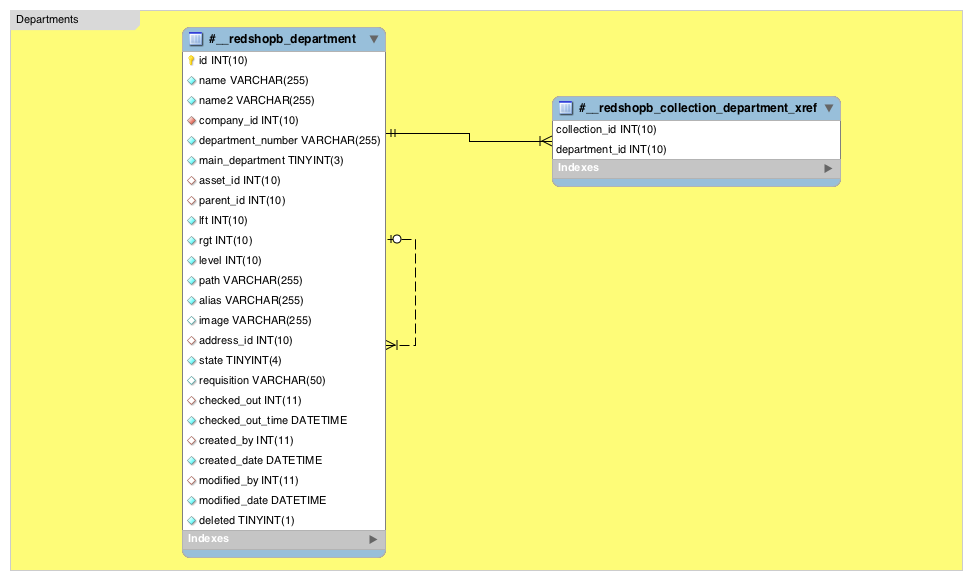 Departments
#__redshopb_department
id INT(10)
name VARCHAR(255)
name2 VARCHAR(255)
company_id INT(10)
department_number VARCHAR(255)
main_department TINYINT(3)
asset_id INT(10)
parent_id INT(10)
lft INT(10)
rgt INT(10)
level INT(10)
path VARCHAR(255)
alias VARCHAR(255)
image VARCHAR(255)
address_id INT(10)
state TINYINT(4)
requisition VARCHAR(50)
checked_out INT(11)
checked_out_time DATETIME
created_by INT(11)
created_date DATETIME
modified_by INT(11)
modified_date DATETIME
deleted TINYINT(1)
Indexes
#__redshopb_collection_department_xref
collection_id INT(10)
department_id INT(10)
Indexes